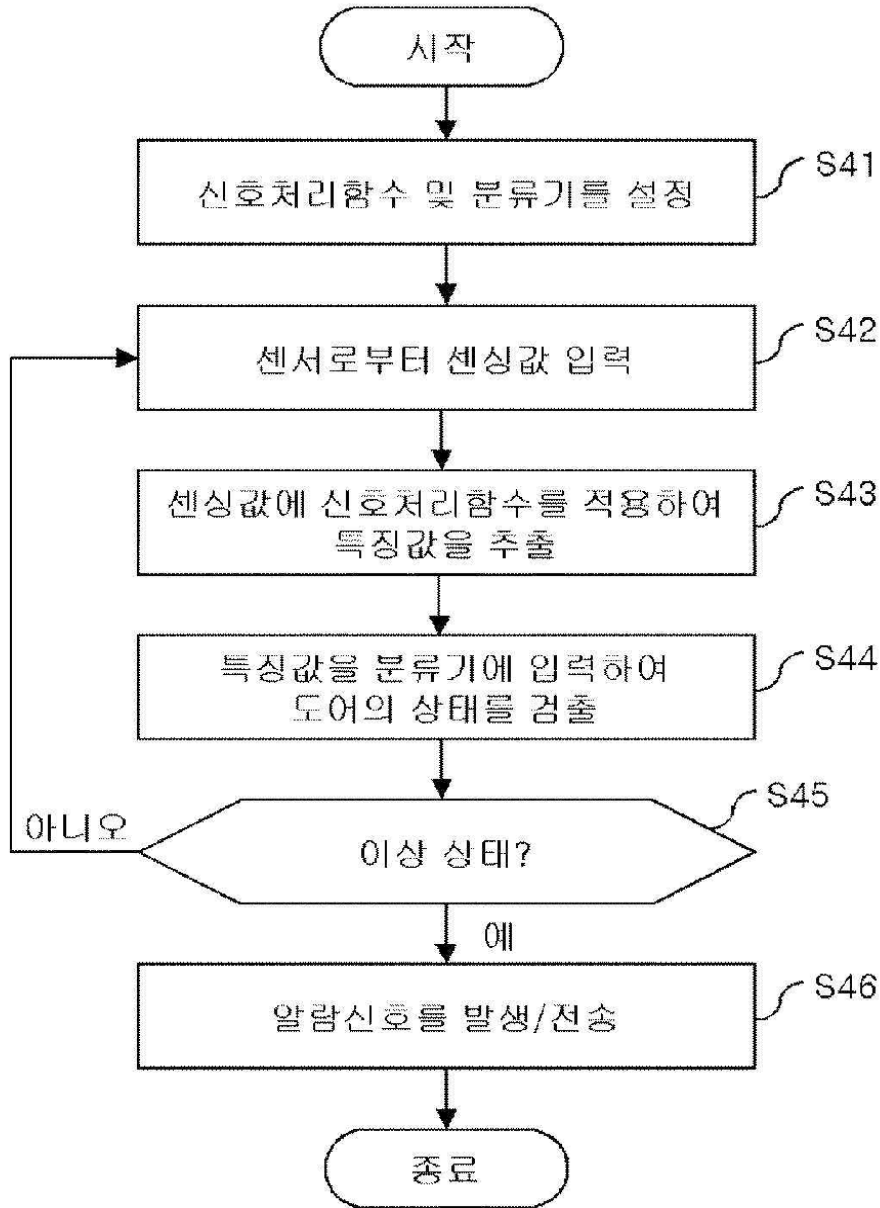 시작
신호처리함수 및 분류기를 설정
S41
센서로부터 센싱값 입력
S42
센싱값에 신호처리함수를 적용하여
특징값을 추출
S43
특징값을 분류기에 입력하여
도어의 상태를 검출
S44
이상 상태?
S45
아니오
예
알람신호를 발생/전송
S46
종료